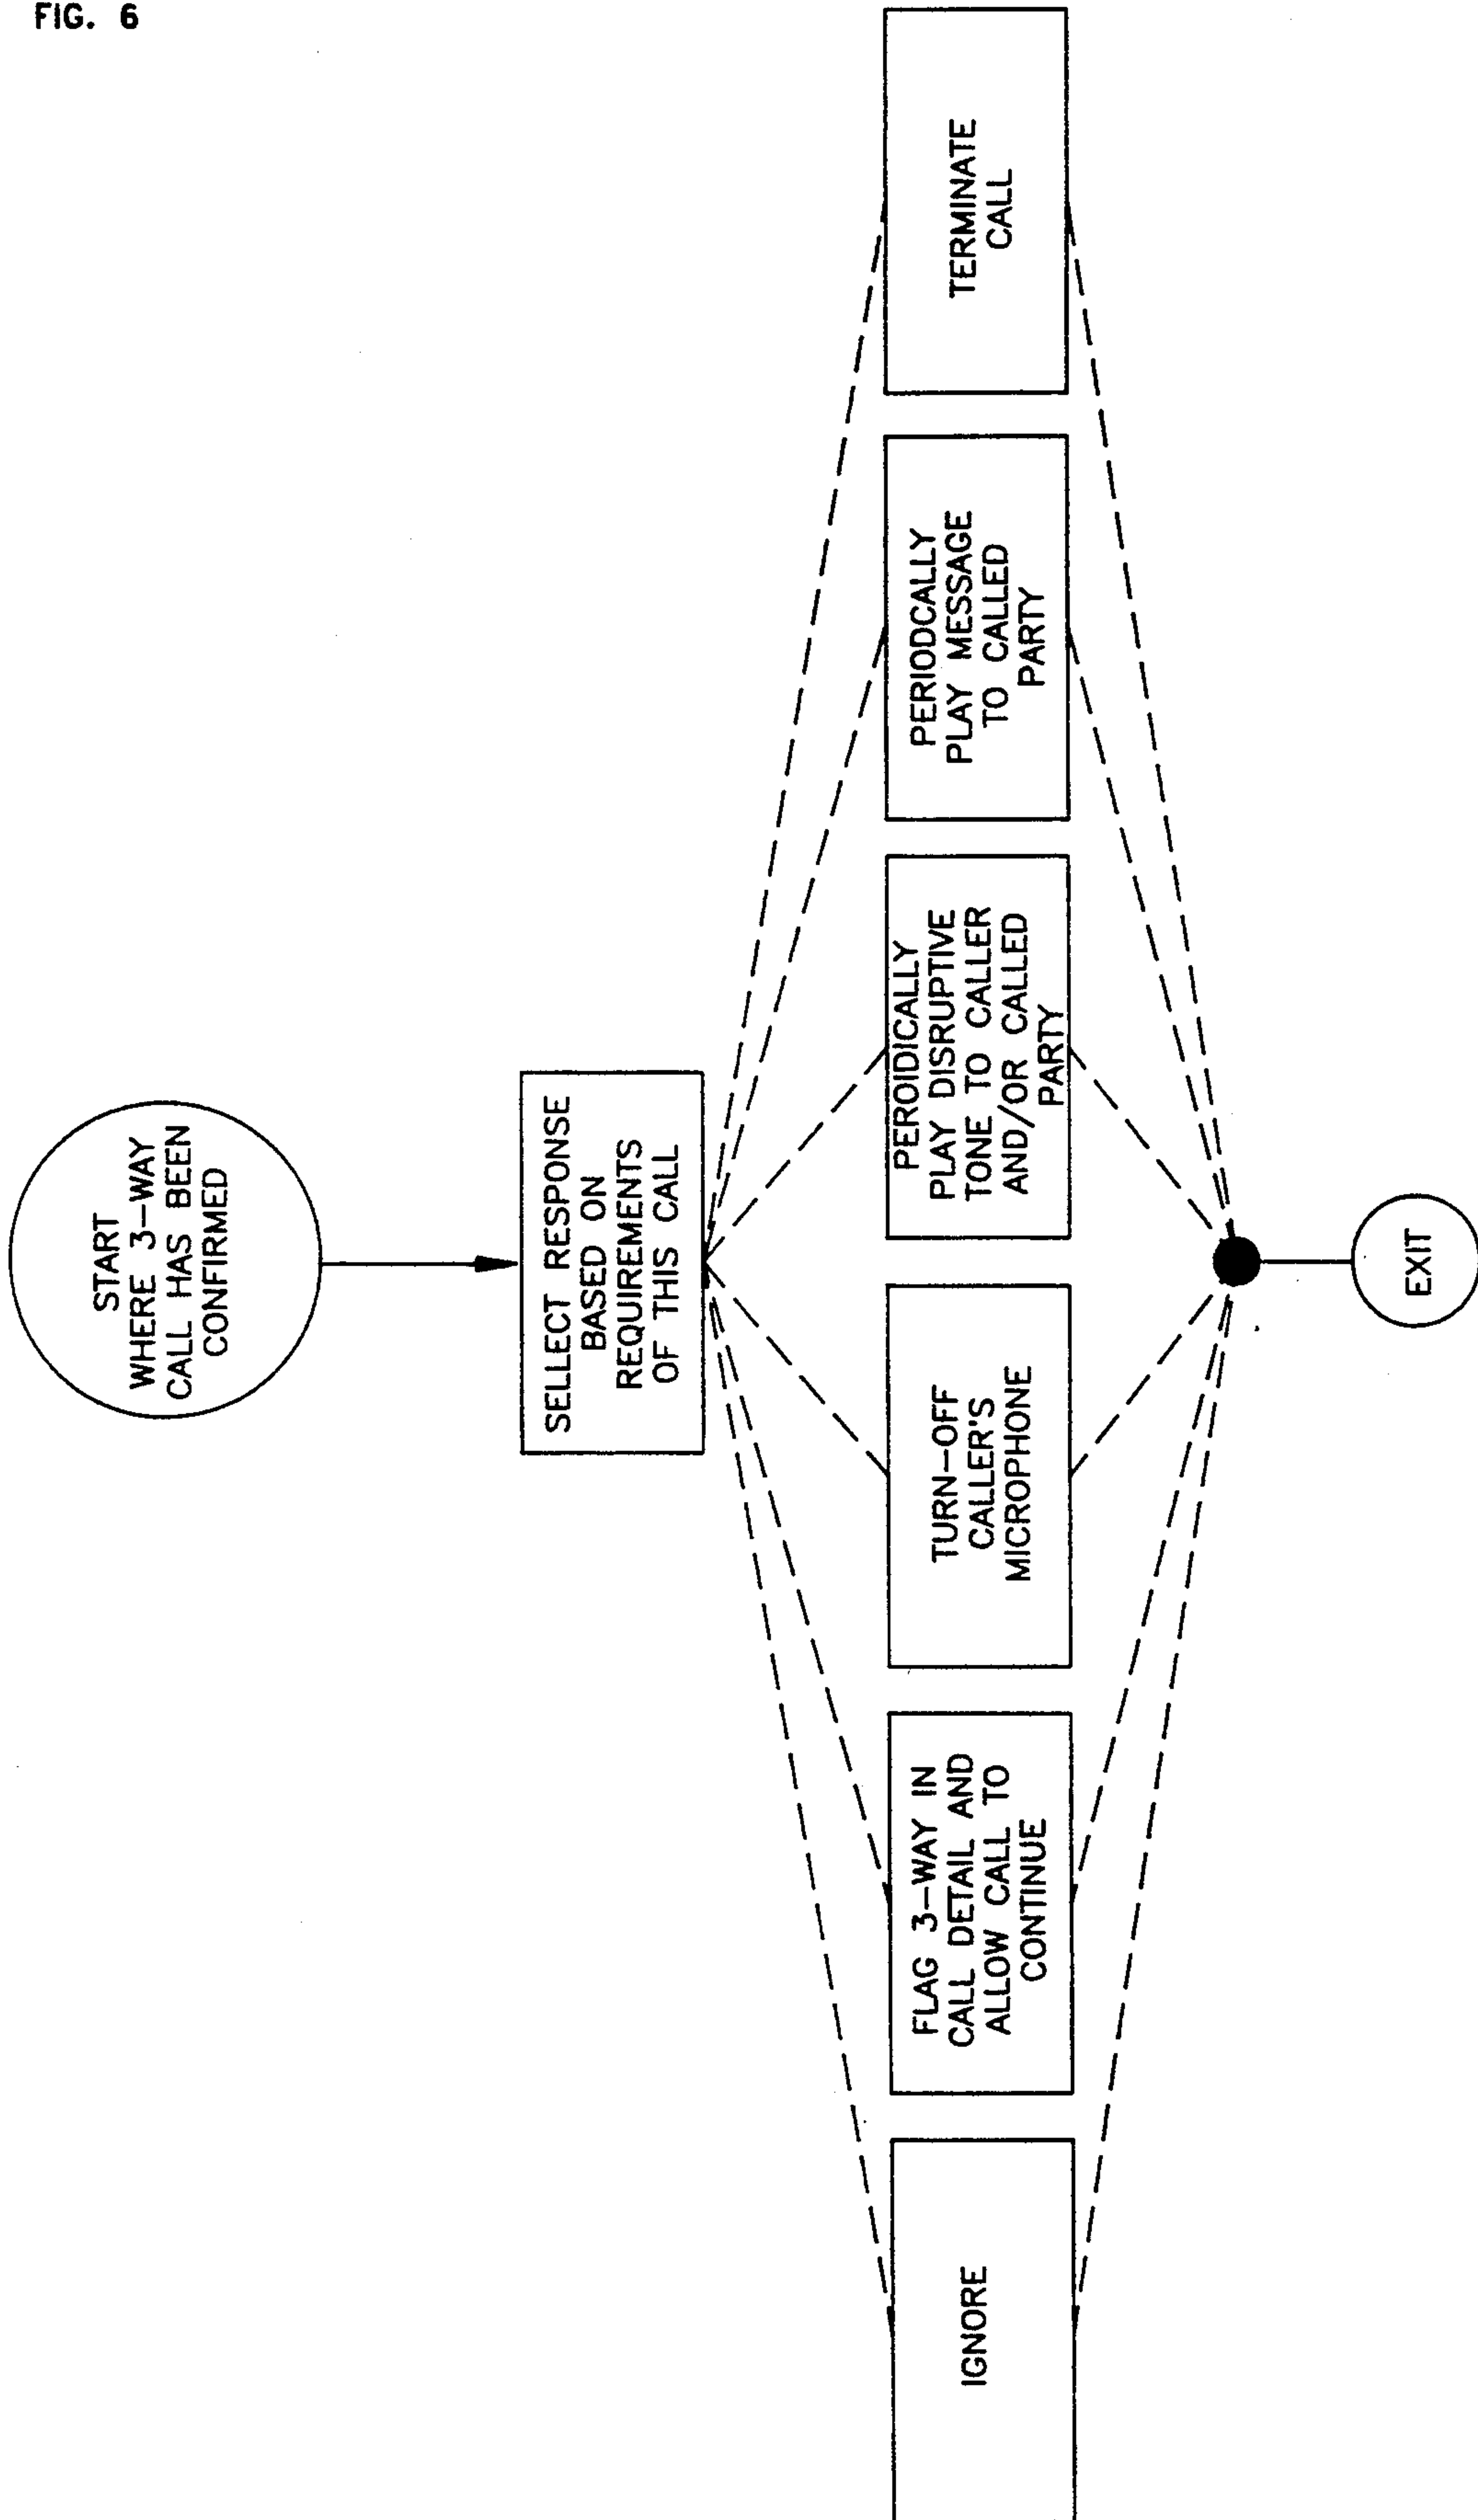 FIG. 6
START
WHERE 3-WAY
CALL HAS BEEN
CONFIRMED
SELLECT RESPONSE
BASED ON
REQUIREMENTS
OF THIS CALL
IGNORE
FLAG 3-WAY IN
CALL DETAIL AND
ALLOW CALL TO
CONTINUE
TURN-OFF
CALLER'S
MICROPHONE
PEROIDICALLY
PLAY DISRUPTIVE
TONE TO CALLER
AND/OR CALLED
PARTY
PERIODCALLY
PLAY MESSAGE
TO CALLED
PARTY
TERMINATE
CALL
EXIT